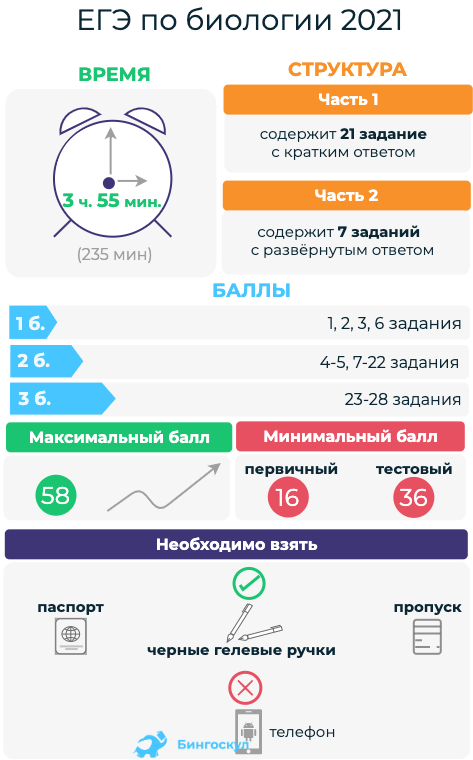 ЕГЭ по биологии 2021
ВРЕМЯ
3 ч. 55 мин.
(235 мин)
СТРУКТУРА
Часть 1
содержит 21 задание
с кратким ответом
Часть 2
содержит 7 заданий
с развёрнутым ответом
БАЛЛЫ
1 б.
1, 2, 3, 6 задания
2 б.
4-5, 7-22 задания
3 б.
23-28 задания
Максимальный балл
58
Минимальный балл
первичный
16
тестовый
36
Необходимо взять
паспорт
черные гелевые ручки
пропуск
телефон
Бингоскул